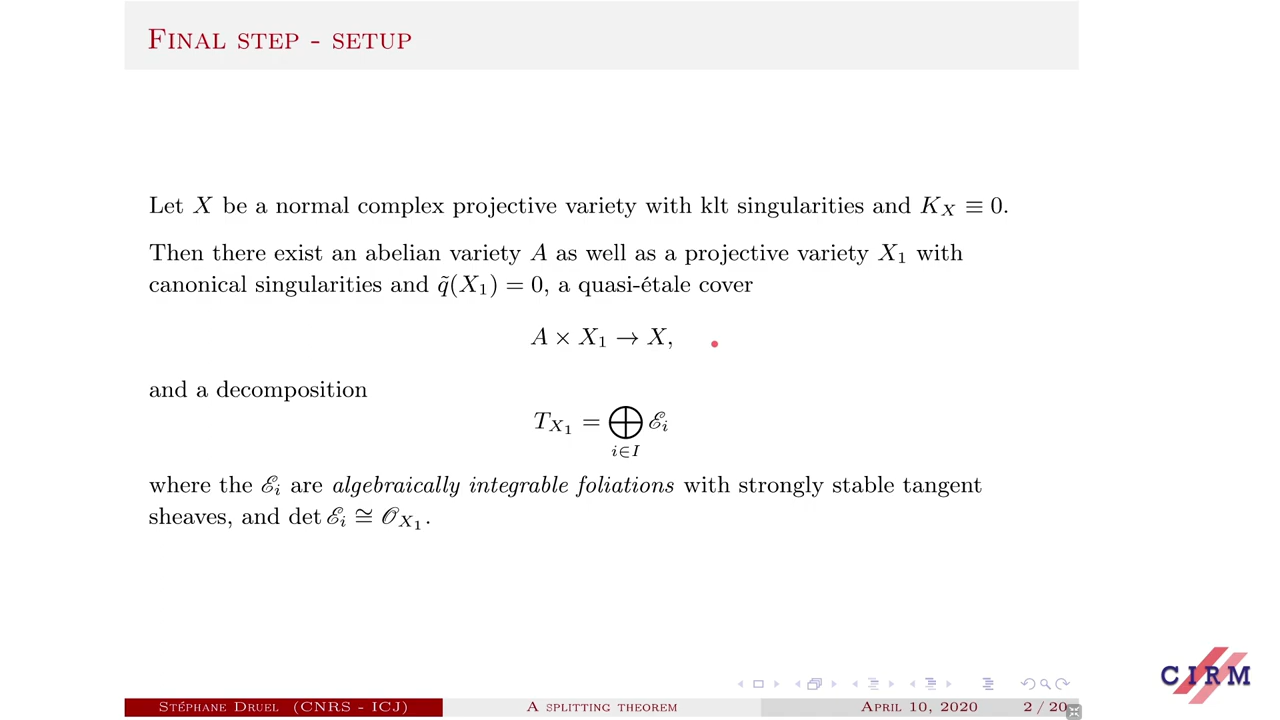 Final step - setup
Let X be a normal complex projective variety with klt singularities and K_X ≡ 0.
Then there exist an abelian variety A as well as a projective variety X₁ with
canonical singularities and q̃(X₁) = 0, a quasi-étale cover
A × X₁ → X,
and a decomposition
T_{X₁} = ⨁_{i∈I} ℰ_i
where the ℰ_i are algebraically integrable foliations with strongly stable tangent
sheaves, and det ℰ_i ≅ 𝒪_{X₁}.
CIRM
Stéphane Druel (CNRS - ICJ) A splitting theorem April 10, 2020 2 / 20